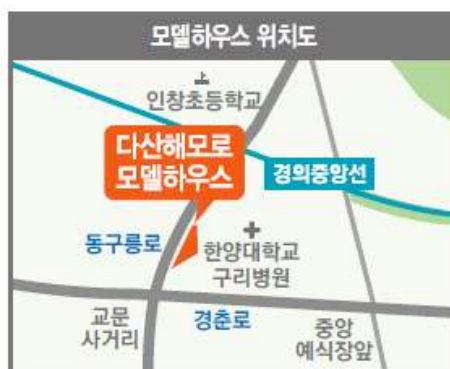 모델하우스 위치도
인창초등학교
다산해모로
모델하우스
경의중앙선
동구릉로
한양대학교
구리병원
교문
사거리
경춘로
중앙
예식장앞